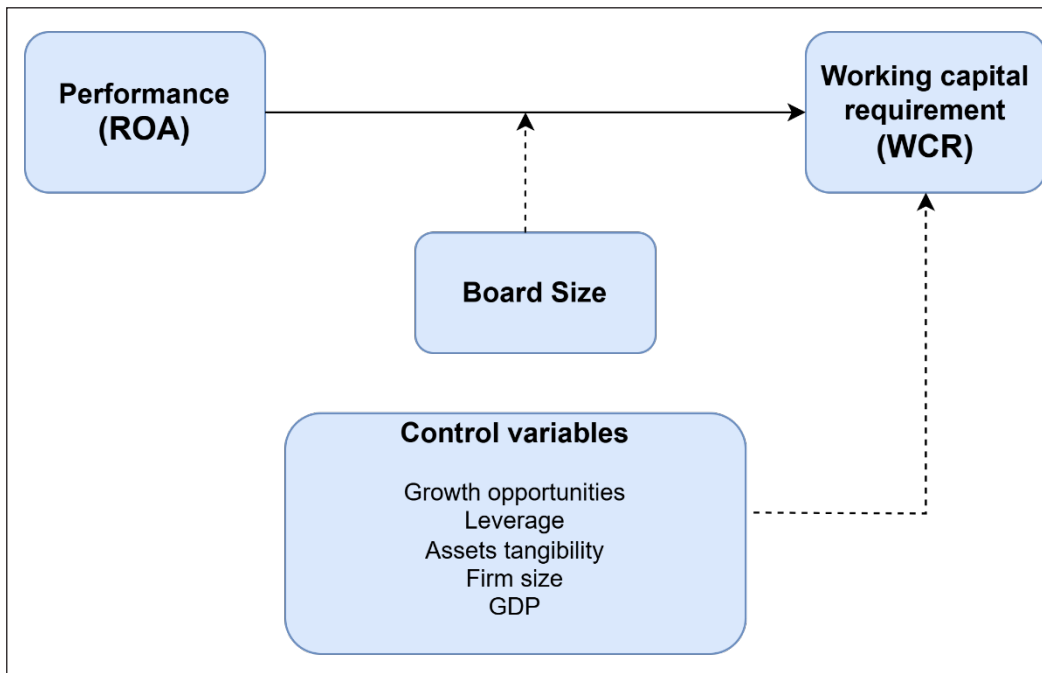 Performance
(ROA)
Working capital
requirement
(WCR)
Board Size
Control variables
Growth opportunities
Leverage
Assets tangibility
Firm size
GDP